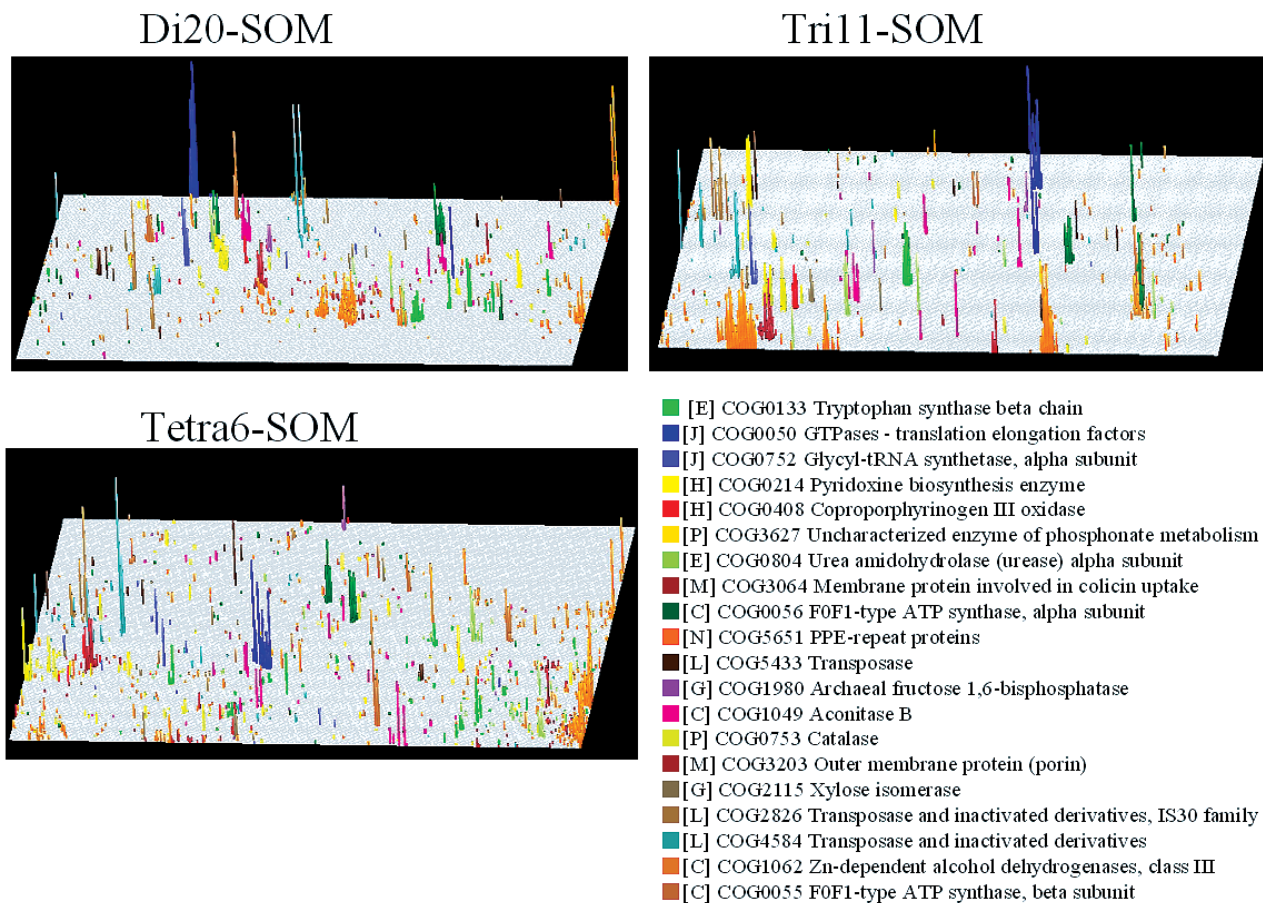 Di20-SOM
Tri11-SOM
Tetra6-SOM
[E] COG0133 Tryptophan synthase beta chain
[J] COG0050 GTPases - translation elongation factors
[J] COG0752 Glycyl-tRNA synthetase, alpha subunit
[H] COG0214 Pyridoxine biosynthesis enzyme
[H] COG0408 Coproporphyrinogen III oxidase
[P] COG3627 Uncharacterized enzyme of phosphonate metabolism
[E] COG0804 Urea amidohydrolase (urease) alpha subunit
[M] COG3064 Membrane protein involved in colicin uptake
[C] COG0056 F0F1-type ATP synthase, alpha subunit
[N] COG5651 PPE-repeat proteins
[L] COG5433 Transposase
[G] COG1980 Archaeal fructose 1,6-bisphosphatase
[C] COG1049 Aconitase B
[P] COG0753 Catalase
[M] COG3203 Outer membrane protein (porin)
[G] COG2115 Xylose isomerase
[L] COG2826 Transposase and inactivated derivatives, IS30 family
[L] COG4584 Transposase and inactivated derivatives
[C] COG1062 Zn-dependent alcohol dehydrogenases, class III
[C] COG0055 F0F1-type ATP synthase, beta subunit